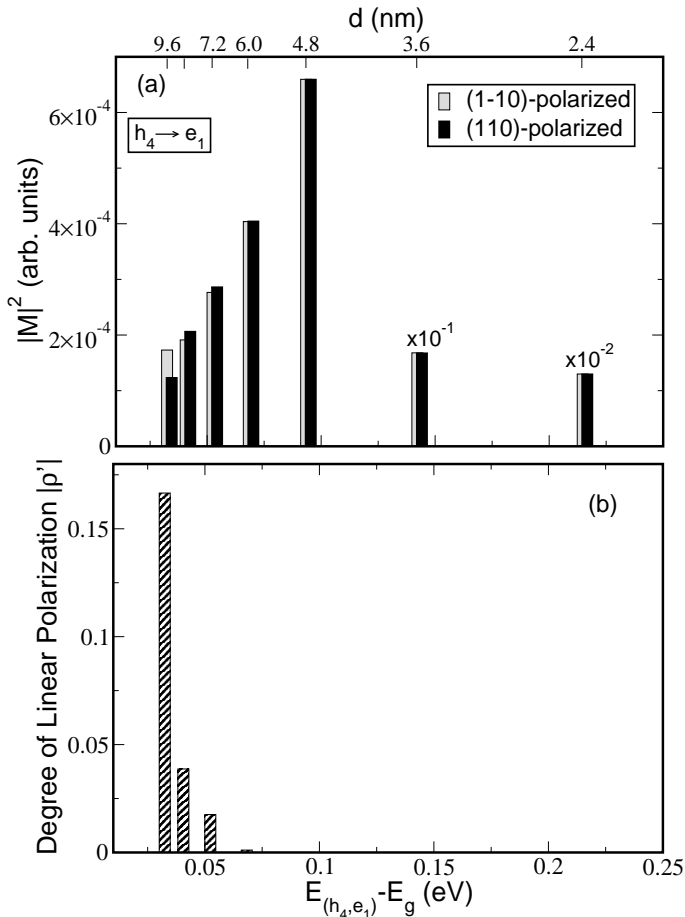 d (nm)
9.6 7.2 6.0 4.8 3.6 2.4
(a)
(1-10)-polarized
(110)-polarized
h₄→e₁
6×10⁻⁴
4×10⁻⁴
2×10⁻⁴
0
|M|² (arb. units)
x10⁻¹
x10⁻²
(b)
0.15
0.1
0.05
0
Degree of Linear Polarization |ρ'|
0.05 0.1 0.15 0.2 0.25
E(h₄,e₁)-Eg (eV)